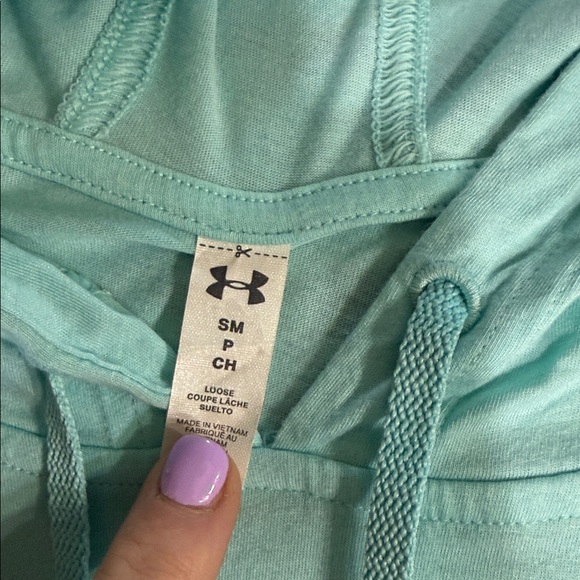 SM
P
CH
LOOSE
COUPE LÂCHE
SUELTO
MADE IN VIETNAM
FABRIQUÉ AU